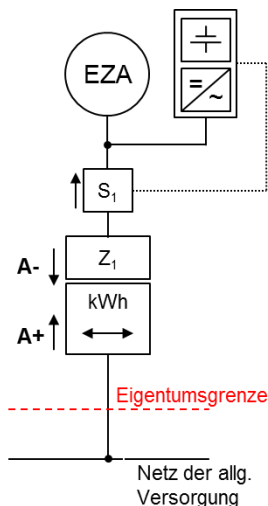 EZA
=
~
S1
A-
Z1
kWh
A+
Eigentumsgrenze
Netz der allg.
Versorgung